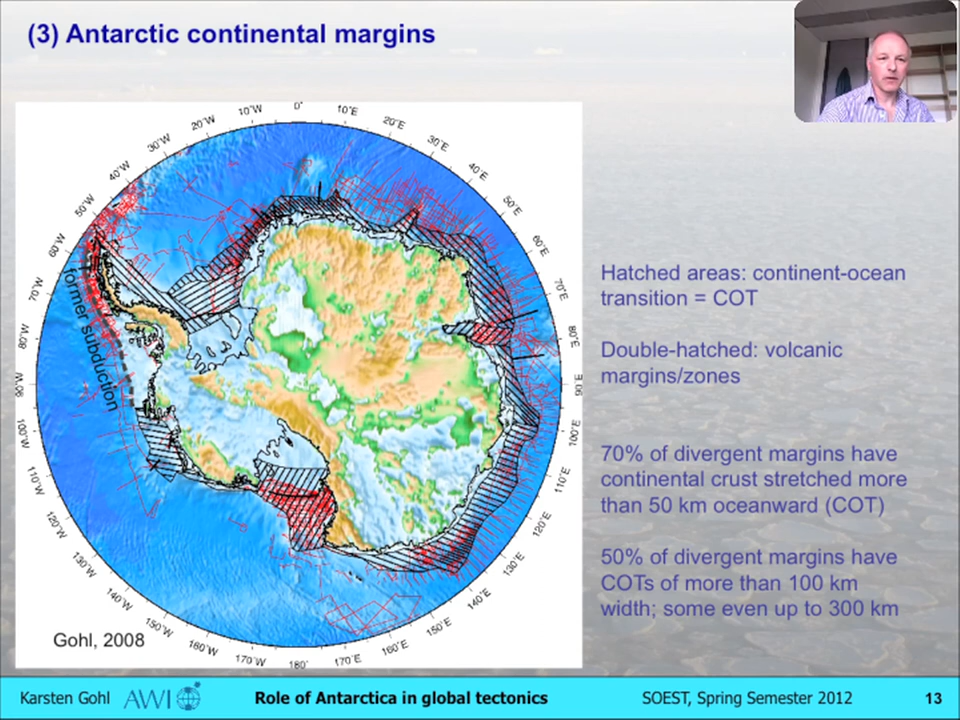 (3) Antarctic continental margins
10°W 0° 10°E
20°W 20°E
30°W 30°E
40°W 40°E
50°W 50°E
60°W 60°E
70°W 70°E
80°W 80°E
90°W 90°E
100°W 100°E
110°W 110°E
120°W 120°E
130°W 130°E
140°W 140°E
150°W 150°E
160°W 160°E
170°W 180° 170°E
former subduction
Gohl, 2008
Hatched areas: continent-ocean
transition = COT
Double-hatched: volcanic
margins/zones
70% of divergent margins have
continental crust stretched more
than 50 km oceanward (COT)
50% of divergent margins have
COTs of more than 100 km
width; some even up to 300 km
Karsten Gohl AWI Role of Antarctica in global tectonics SOEST, Spring Semester 2012 13